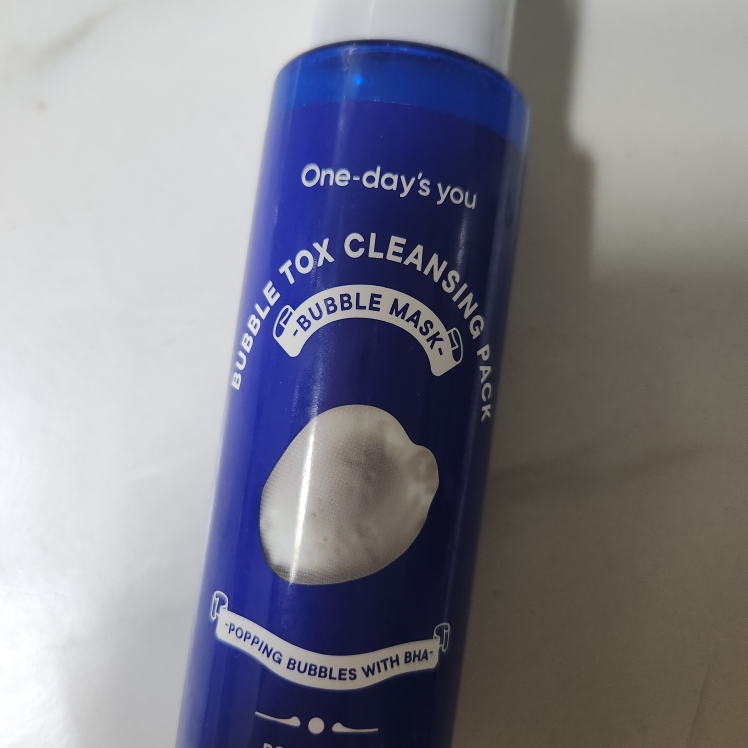 One-day's you
BUBBLE TOX CLEANSING PACK
-BUBBLE MASK-
-POPPING BUBBLES WITH BHA-